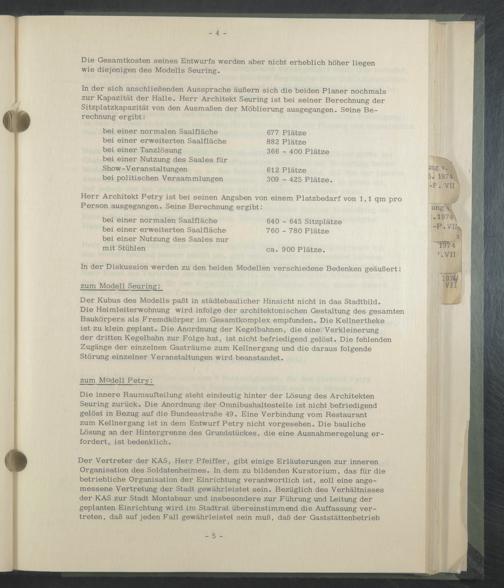 - 4 -
Die Gesamtkosten seines Entwurfs werden aber nicht erheblich höher liegen
wie diejenigen des Modells Seuring.
In der sich anschließenden Aussprache äußern sich die beiden Planer nochmals
zur Kapazität der Halle. Herr Architekt Seuring ist bei seiner Berechnung der
Sitzplatzkapazität von den Ausmaßen der Möblierung ausgegangen. Seine Be-
rechnung ergibt:
bei einer normalen Saalfläche 677 Plätze
bei einer erweiterten Saalfläche 882 Plätze
bei einer Tanzlösung 366 - 400 Plätze
bei einer Nutzung des Saales für
Show-Veranstaltungen 612 Plätze
bei politischen Versammlungen 309 - 425 Plätze.
Herr Architekt Petry ist bei seinen Angaben von einem Platzbedarf von 1,1 qm pro
Person ausgegangen. Seine Berechnung ergibt:
bei einer normalen Saalfläche 640 - 645 Sitzplätze
bei einer erweiterten Saalfläche 760 - 780 Plätze
bei einer Nutzung des Saales nur
mit Stühlen ca. 900 Plätze.
In der Diskussion werden zu den beiden Modellen verschiedene Bedenken geäußert:
zum Modell Seuring:
Der Kubus des Modells paßt in städtebaulicher Hinsicht nicht in das Stadtbild.
Die Heimleiterwohnung wird infolge der architektonischen Gestaltung des gesamten
Baukörpers als Fremdkörper im Gesamtkomplex empfunden. Die Kellnertheke
ist zu klein geplant. Die Anordnung der Kegelbahnen, die eine Verkleinerung
der dritten Kegelbahn zur Folge hat, ist nicht befriedigend gelöst. Die fehlenden
Zugänge der einzelnen Gasträume zum Kellnergang und die daraus folgende
Störung einzelner Veranstaltungen wird beanstandet.
zum Modell Petry:
Die innere Raumaufteilung steht eindeutig hinter der Lösung des Architekten
Seuring zurück. Die Anordnung der Omnibushaltestelle ist nicht befriedigend
gelöst in Bezug auf die Bundesstraße 49. Eine Verbindung vom Restaurant
zum Kellnergang ist in dem Entwurf Petry nicht vorgesehen. Die bauliche
Lösung an der Hintergrenze des Grundstückes, die eine Ausnahmeregelung er-
fordert, ist bedenklich.
Der Vertreter der KAS, Herr Pfeiffer, gibt einige Erläuterungen zur inneren
Organisation des Soldatenheimes. In dem zu bildenden Kuratorium, das für die
betriebliche Organisation der Einrichtung verantwortlich ist, soll eine ange-
messene Vertretung der Stadt gewährleistet sein. Bezüglich des Verhältnisses
der KAS zur Stadt Montabaur und insbesondere zur Führung und Leitung der
geplanten Einrichtung wird im Stadtrat übereinstimmend die Auffassung ver-
treten, daß auf jeden Fall gewährleistet sein muß, daß der Gaststättenbetrieb
- 5 -
1974
-P. VII
.1974
-P. VII
1974
VII
1974
VII